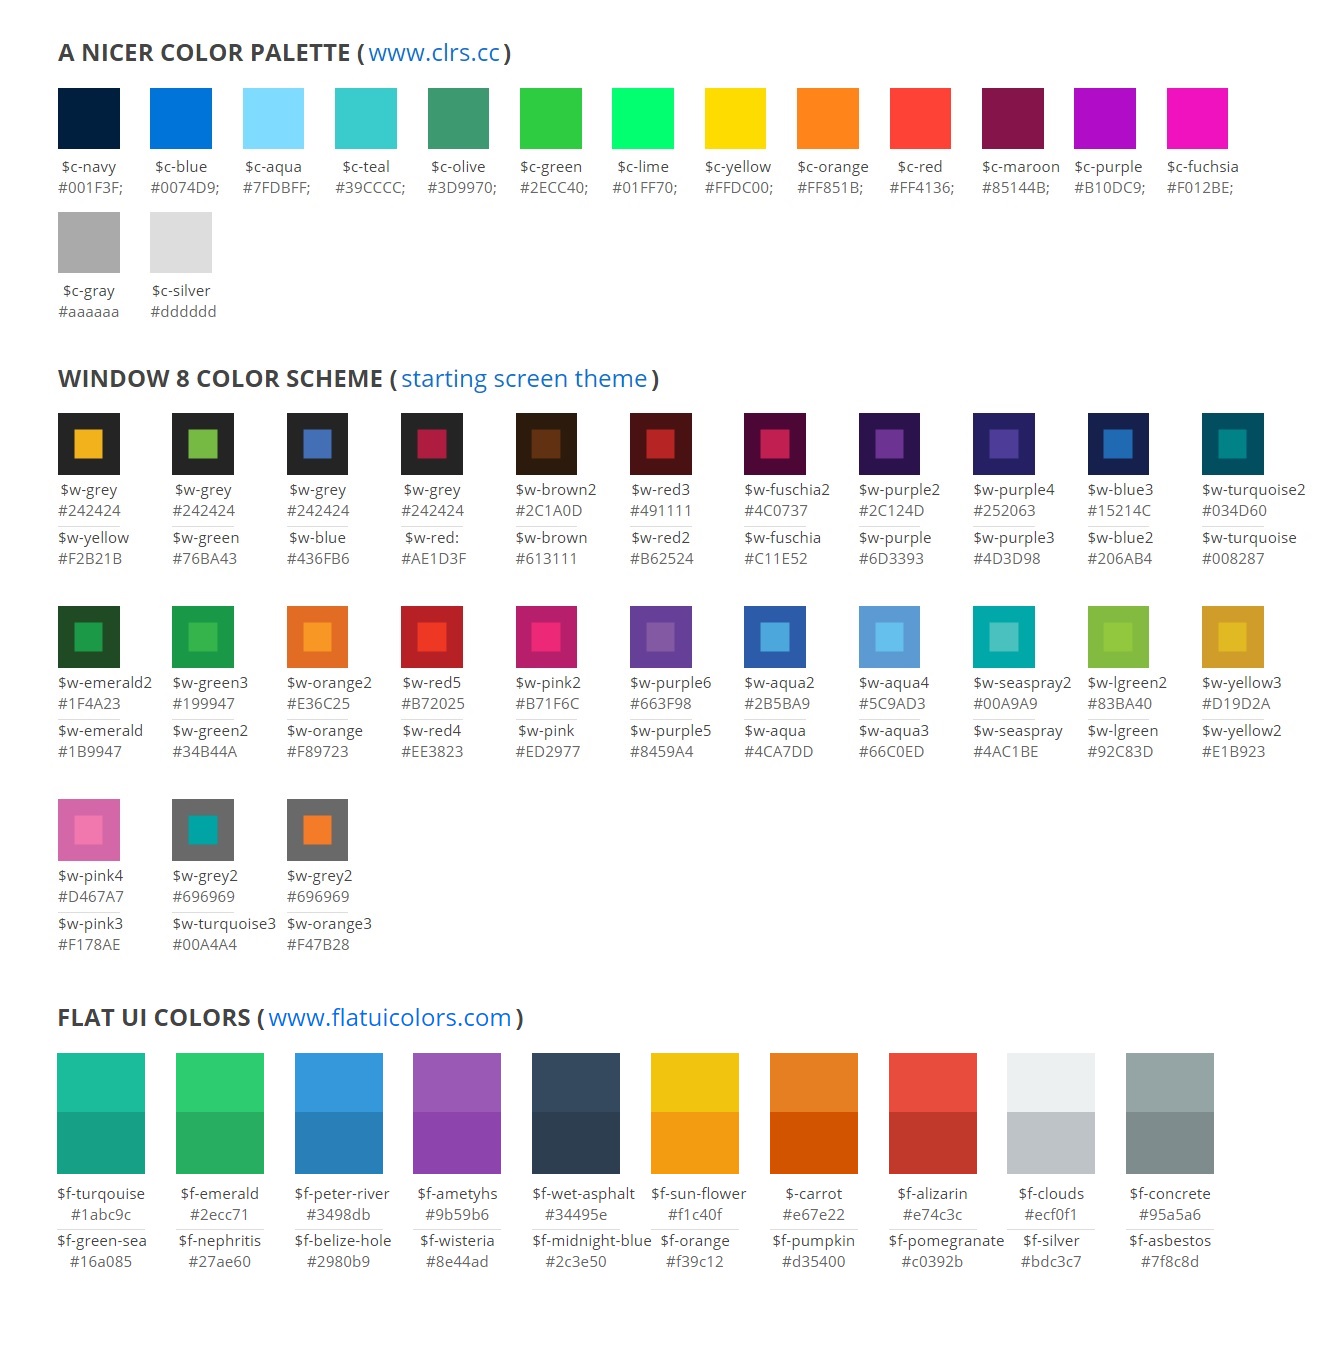 A NICER COLOR PALETTE ( www.clrs.cc )
$c-navy $c-blue $c-aqua $c-teal $c-olive $c-green $c-lime $c-yellow $c-orange $c-red $c-maroon $c-purple $c-fuchsia
#001F3F; #0074D9; #7FDBFF; #39CCCC; #3D9970; #2ECC40; #01FF70; #FFDC00; #FF851B; #FF4136; #85144B; #B10DC9; #F012BE;
$c-gray $c-silver
#aaaaaa #dddddd
WINDOW 8 COLOR SCHEME ( starting screen theme )
$w-grey $w-grey $w-grey $w-grey $w-brown2 $w-red3 $w-fuschia2 $w-purple2 $w-purple4 $w-blue3 $w-turquoise2
#242424 #242424 #242424 #242424 #2C1A0D #491111 #4C0737 #2C124D #252063 #15214C #034D60
$w-yellow $w-green $w-blue $w-red: $w-brown $w-red2 $w-fuschia $w-purple $w-purple3 $w-blue2 $w-turquoise
#F2B21B #76BA43 #436FB6 #AE1D3F #613111 #B62524 #C11E52 #6D3393 #4D3D98 #206AB4 #008287
$w-emerald2 $w-green3 $w-orange2 $w-red5 $w-pink2 $w-purple6 $w-aqua2 $w-aqua4 $w-seaspray2 $w-lgreen2 $w-yellow3
#1F4A23 #199947 #E36C25 #B72025 #B71F6C #663F98 #2B5BA9 #5C9AD3 #00A9A9 #83BA40 #D19D2A
$w-emerald $w-green2 $w-orange $w-red4 $w-pink $w-purple5 $w-aqua $w-aqua3 $w-seaspray $w-lgreen $w-yellow2
#1B9947 #34B44A #F89723 #EE3823 #ED2977 #8459A4 #4CA7DD #66C0ED #4AC1BE #92C83D #E1B923
$w-pink4 $w-grey2 $w-grey2
#D467A7 #696969 #696969
$w-pink3 $w-turquoise3 $w-orange3
#F178AE #00A4A4 #F47B28
FLAT UI COLORS ( www.flatuicolors.com )
$f-turqouise $f-emerald $f-peter-river $f-ametyhs $f-wet-asphalt $f-sun-flower $-carrot $f-alizarin $f-clouds $f-concrete
#1abc9c #2ecc71 #3498db #9b59b6 #34495e #f1c40f #e67e22 #e74c3c #ecf0f1 #95a5a6
$f-green-sea $f-nephritis $f-belize-hole $f-wisteria $f-midnight-blue $f-orange $f-pumpkin $f-pomegranate $f-silver $f-asbestos
#16a085 #27ae60 #2980b9 #8e44ad #2c3e50 #f39c12 #d35400 #c0392b #bdc3c7 #7f8c8d